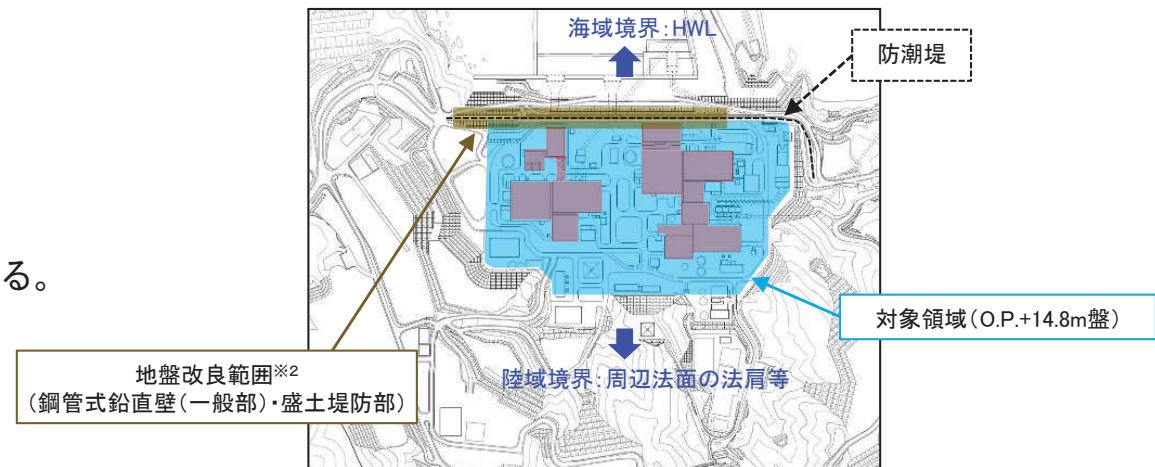 海域境界:HWL
防潮堤
る。
対象領域(O.P.+14.8m盤)
地盤改良範囲※2
(鋼管式鉛直壁(一般部)・盛土堤防部)
陸域境界:周辺法面の法肩等